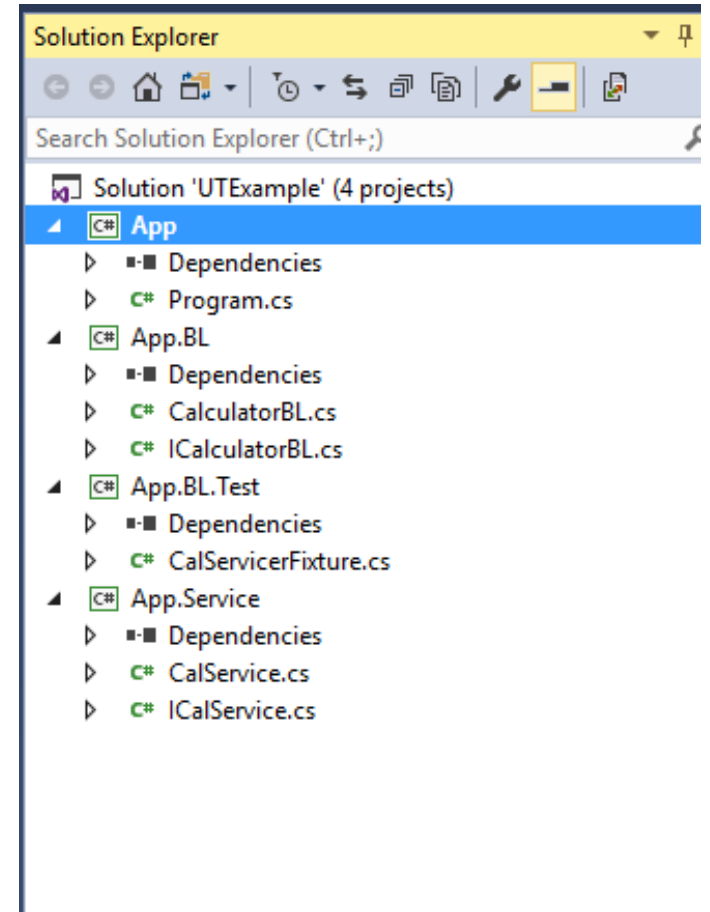 Solution Explorer
Search Solution Explorer (Ctrl+;)
Solution 'UTExample' (4 projects)
C# App
Dependencies
C# Program.cs
C# App.BL
Dependencies
C# CalculatorBL.cs
C# ICalculatorBL.cs
C# App.BL.Test
Dependencies
C# CalServicerFixture.cs
C# App.Service
Dependencies
C# CalService.cs
C# ICalService.cs